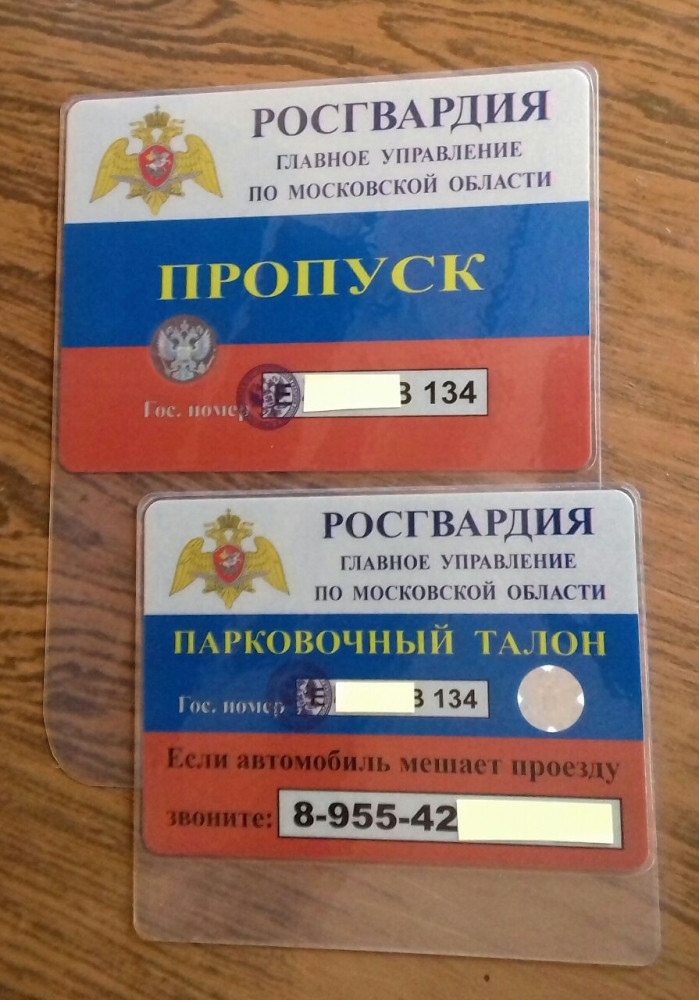 РОСГВАРДИЯ
ГЛАВНОЕ УПРАВЛЕНИЕ
ПО МОСКОВСКОЙ ОБЛАСТИ
ПРОПУСК
Гос. номер Е В 134
РОСГВАРДИЯ
ГЛАВНОЕ УПРАВЛЕНИЕ
ПО МОСКОВСКОЙ ОБЛАСТИ
ПАРКОВОЧНЫЙ ТАЛОН
Гос. номер Е В 134
Если автомобиль мешает проезду
звоните: 8-955-42